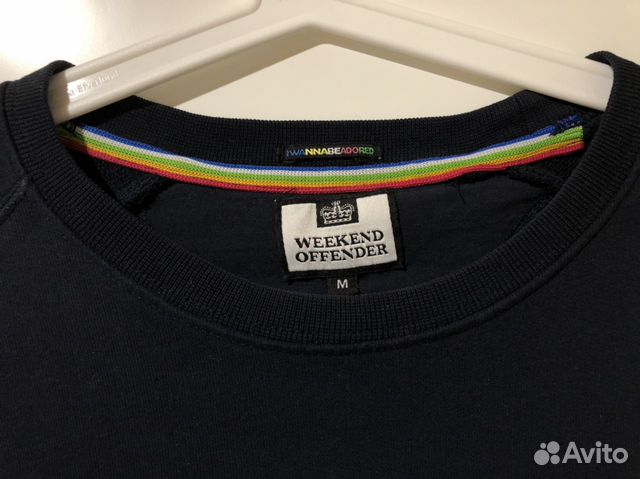 IWANNABEADORED
WEEKEND
OFFENDER
M
Avito